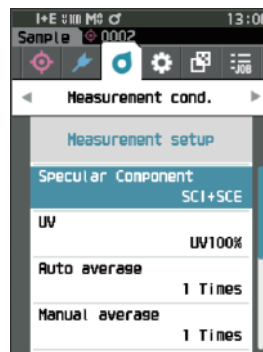 I+E M 13:0
Sample 0002
-JOB
Measurement cond.
Measurement setup
Specular Component
SCI+SCE
UV
UV100%
Auto average
1 Times
Manual average
1 Times